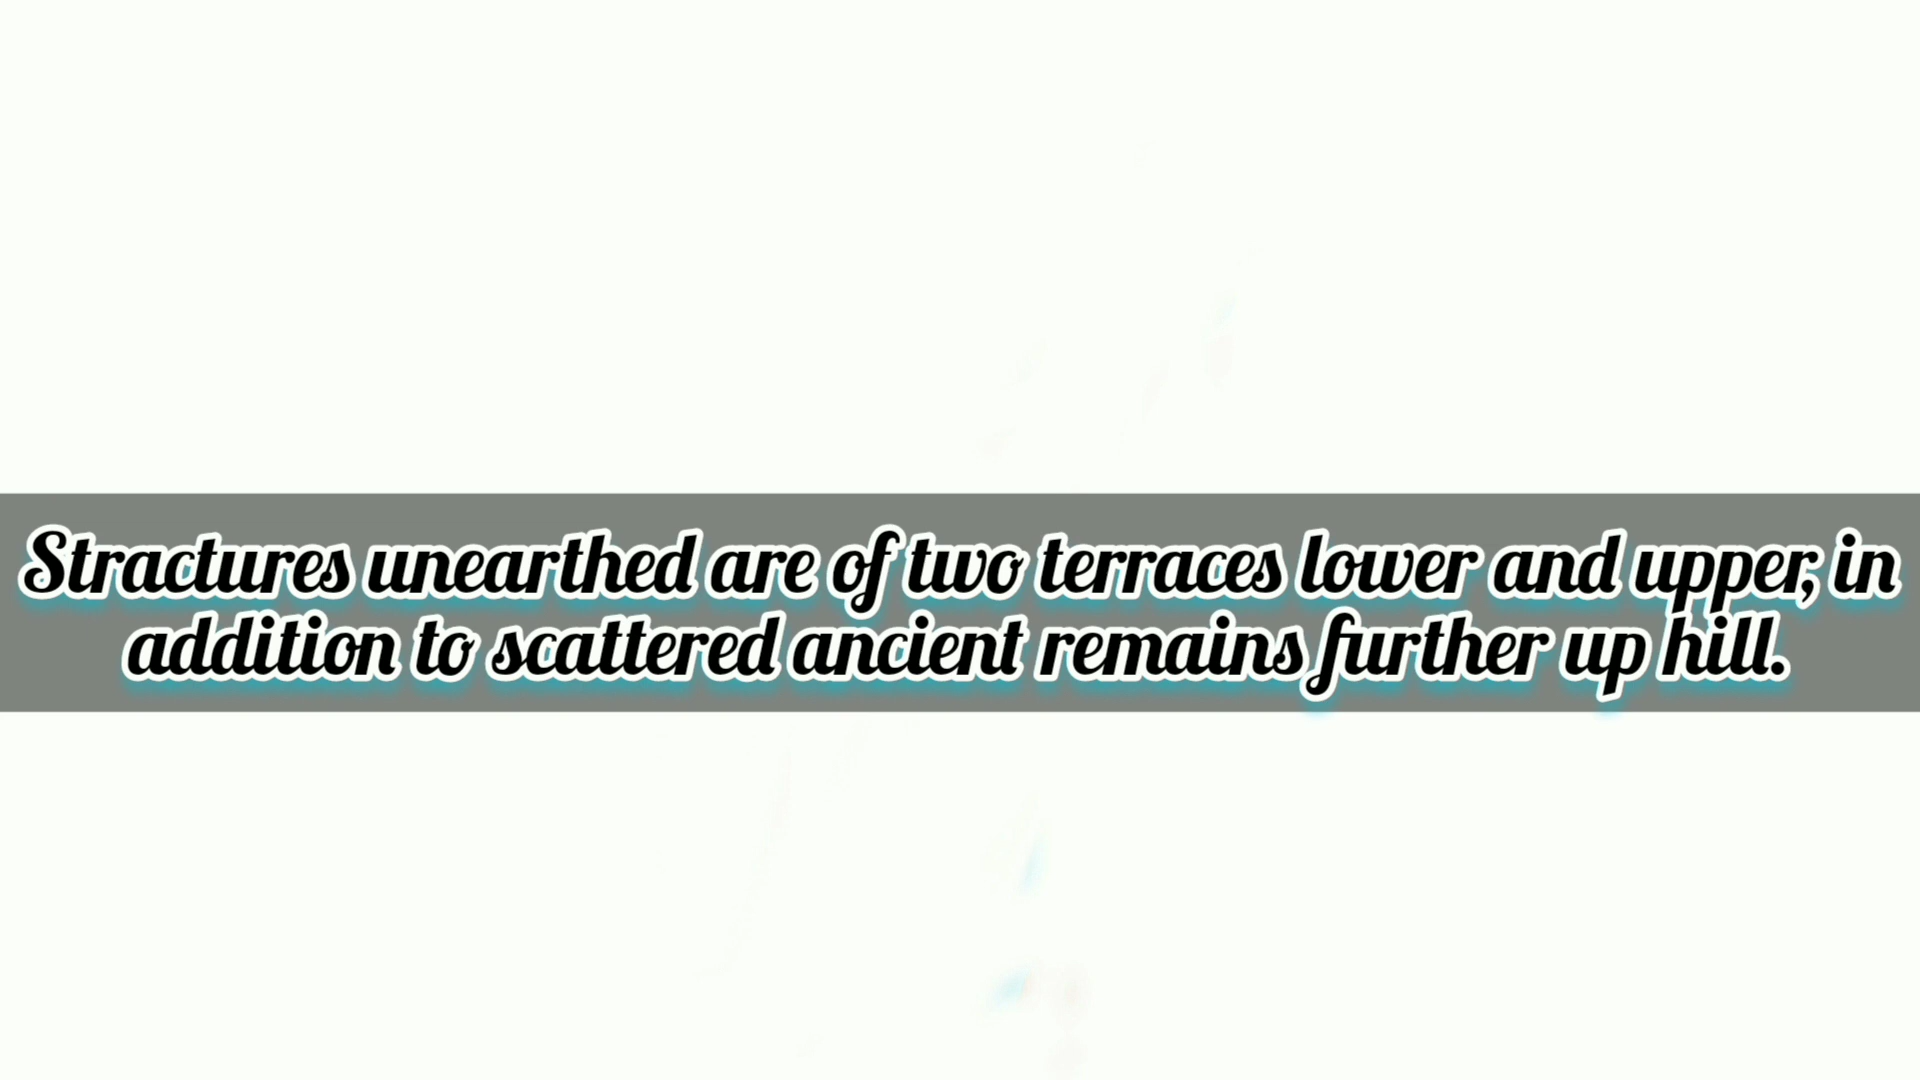 Stractures unearthed are of two terraces lower and upper, in
addition to scattered ancient remains further up hill.